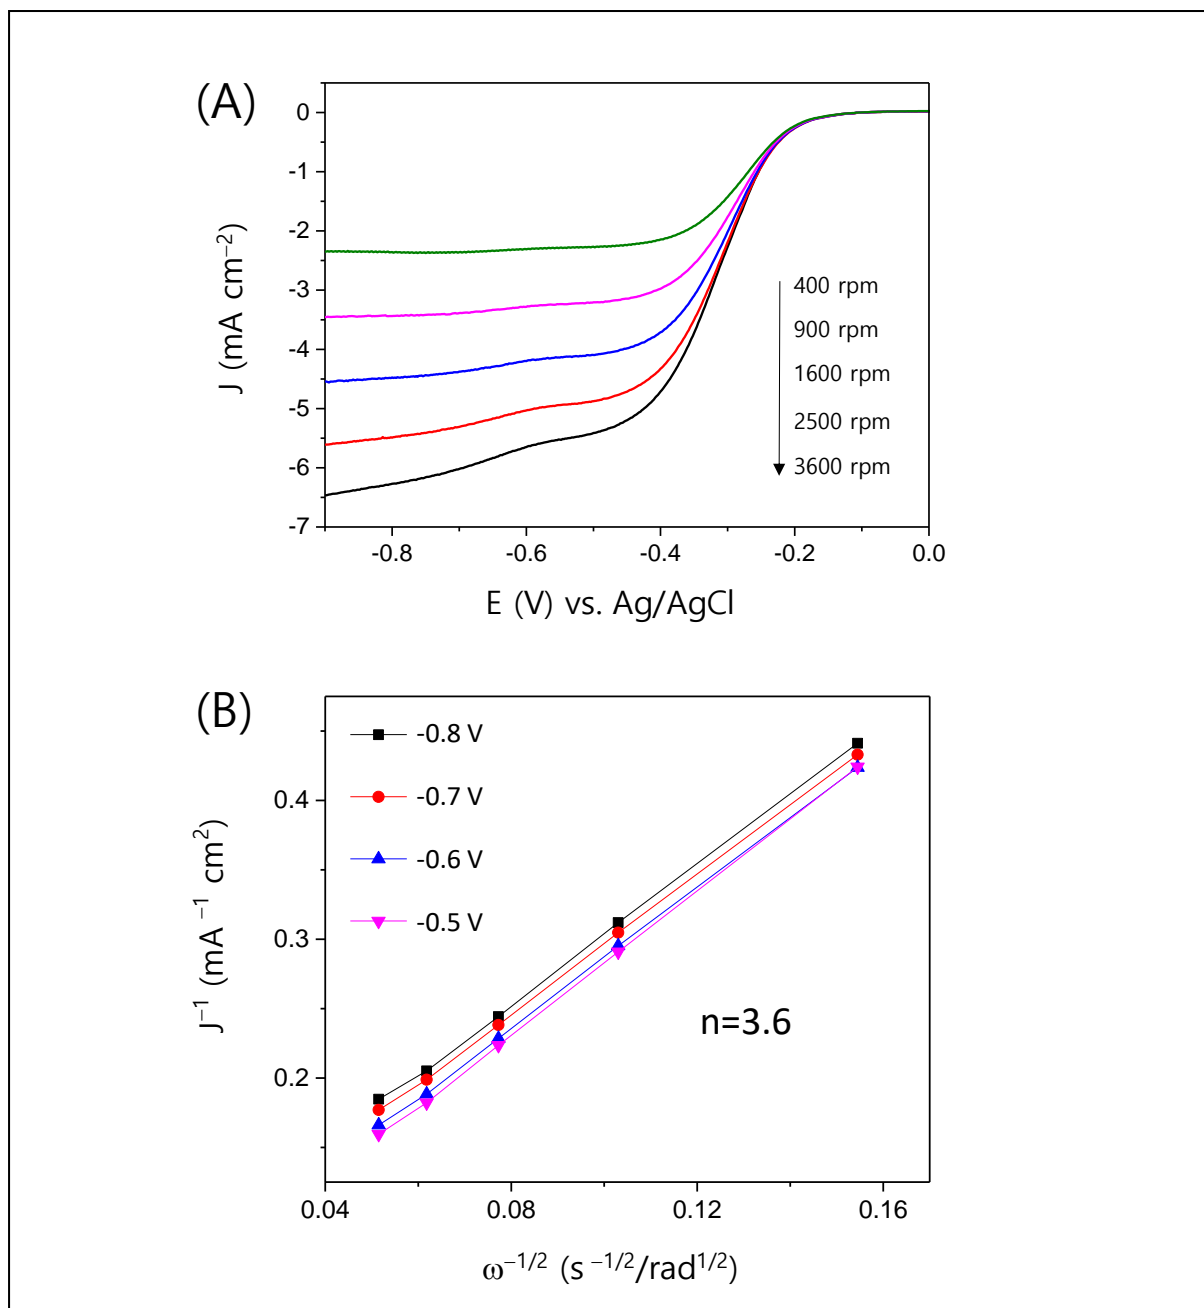 (A)
0
-1
-2
-3
-4
-5
-6
-7
J (mA cm⁻²)
400 rpm
900 rpm
1600 rpm
2500 rpm
3600 rpm
-0.8 -0.6 -0.4 -0.2 0.0
E (V) vs. Ag/AgCl
(B)
-0.8 V
-0.7 V
-0.6 V
-0.5 V
0.4
0.3
0.2
J⁻¹ (mA ⁻¹ cm²)
n=3.6
0.04 0.08 0.12 0.16
ω⁻¹/² (s ⁻¹/²/rad¹/²)